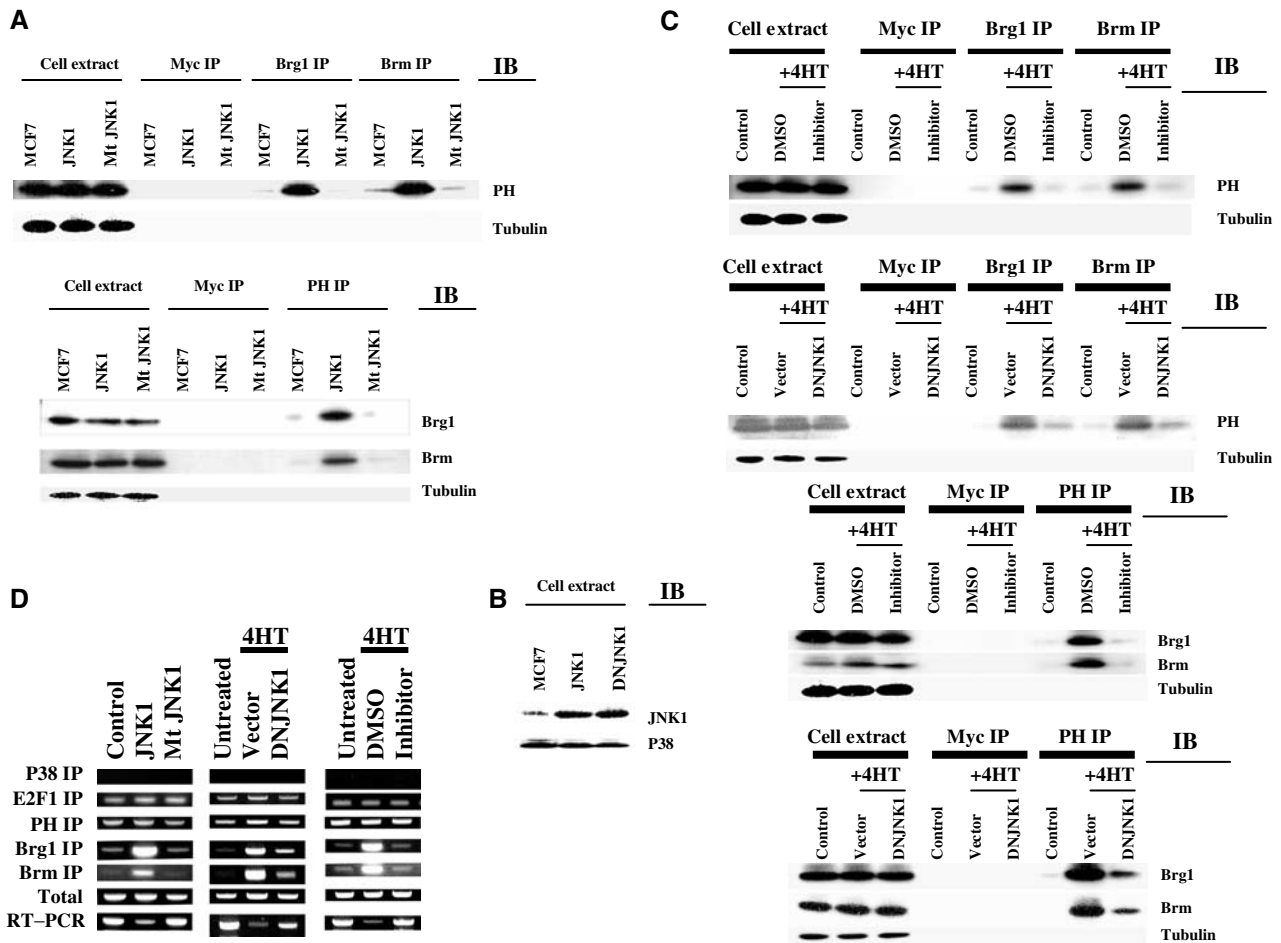 A
Cell extract Myc IP Brg1 IP Brm IP IB
MCF7 JNK1 Mt JNK1 MCF7 JNK1 Mt JNK1 MCF7 JNK1 Mt JNK1 MCF7 JNK1 Mt JNK1
PH
Tubulin
Cell extract Myc IP PH IP IB
MCF7 JNK1 Mt JNK1 MCF7 JNK1 Mt JNK1 MCF7 JNK1 Mt JNK1
Brg1
Brm
Tubulin
D
4HT 4HT
Control JNK1 Mt JNK1 Untreated Vector DNJNK1 Untreated DMSO Inhibitor
P38 IP
E2F1 IP
PH IP
Brg1 IP
Brm IP
Total
RT–PCR
B
Cell extract IB
MCF7 JNK1 DNJNK1
JNK1
P38
C
Cell extract Myc IP Brg1 IP Brm IP
+4HT +4HT +4HT +4HT IB
Control DMSO Inhibitor Control DMSO Inhibitor Control DMSO Inhibitor Control DMSO Inhibitor
PH
Tubulin
Cell extract Myc IP Brg1 IP Brm IP
+4HT +4HT +4HT +4HT IB
Control Vector DNJNK1 Control Vector DNJNK1 Control Vector DNJNK1 Control Vector DNJNK1
PH
Tubulin
Cell extract Myc IP PH IP IB
+4HT +4HT +4HT
Control DMSO Inhibitor Control DMSO Inhibitor Control DMSO Inhibitor
Brg1
Brm
Tubulin
Cell extract Myc IP PH IP IB
+4HT +4HT +4HT
Control Vector DNJNK1 Control Vector DNJNK1 Control Vector DNJNK1
Brg1
Brm
Tubulin